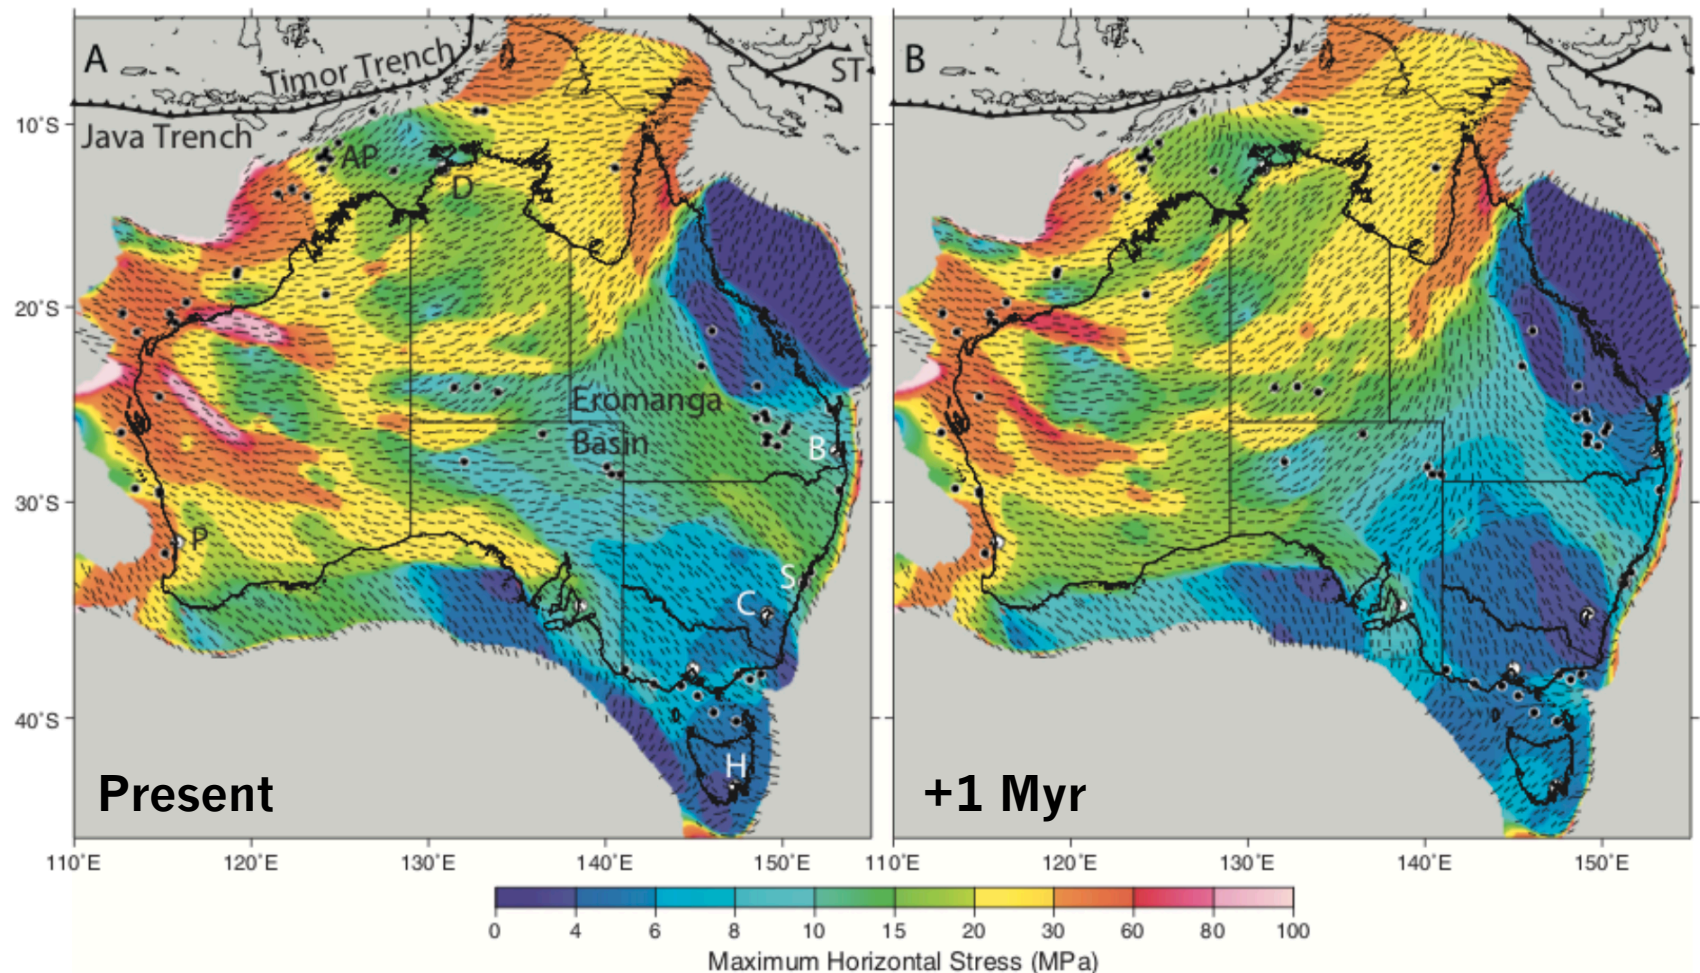 A
Timor Trench
ST
Java Trench
AP
D
Eromanga
Basin
B
P
S
C
H
Present
10°S
20°S
30°S
40°S
110°E
120°E
130°E
140°E
150°E
B
+1 Myr
110°E
120°E
130°E
140°E
150°E
0 4 6 8 10 15 20 30 60 80 100
Maximum Horizontal Stress (MPa)